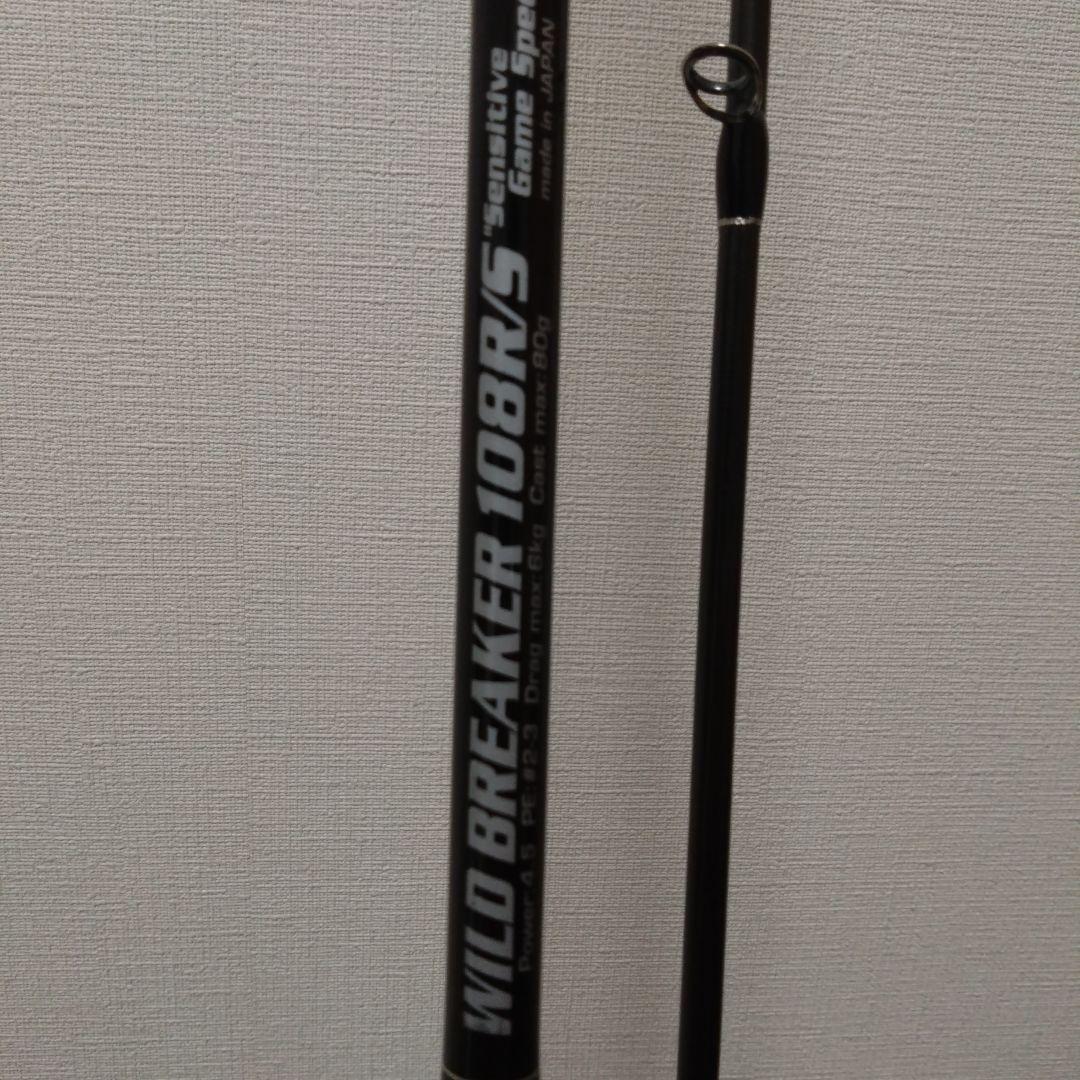 WILD BREAKER 108R/S
"Sensitive
Game Spec
made in JAPAN
Power:4.5 PE:#2-3 Drag max:6kg Cast max:80g